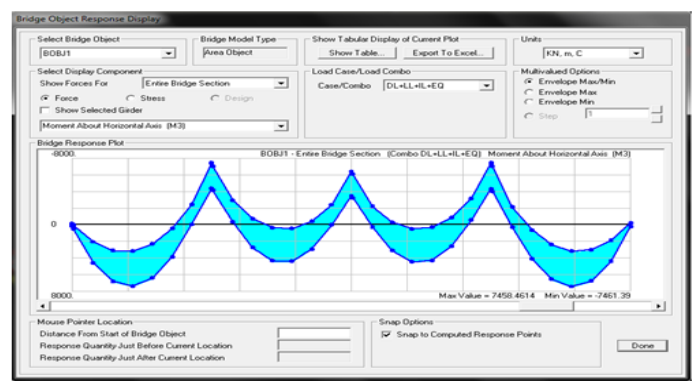 Bridge Object Response Display
Select Bridge Object
BOBJ1
Bridge Model Type
Area Object
Show Tabular Display of Current Plot
Show Table...
Export To Excel...
Units
KN, m, C
Select Display Component
Show Forces For
Entire Bridge Section
Force
Stress
Design
Show Selected Girder
Moment About Horizontal Axis (M3)
Load Case/Load Combo
Case/Combo
DL+LL+IL+EQ
Multivalued Options
Envelope Max/Min
Envelope Max
Envelope Min
Step
1
Bridge Response Plot
-8000.
BOBJ1 - Entire Bridge Section (Combo DL+LL+IL+EQ) Moment About Horizontal Axis (M3)
0
8000.
Max Value = 7458.4614 Min Value = -7461.39
Mouse Pointer Location
Distance From Start of Bridge Object
Response Quantity Just Before Current Location
Response Quantity Just After Current Location
Snap Options
Snap to Computed Response Points
Done